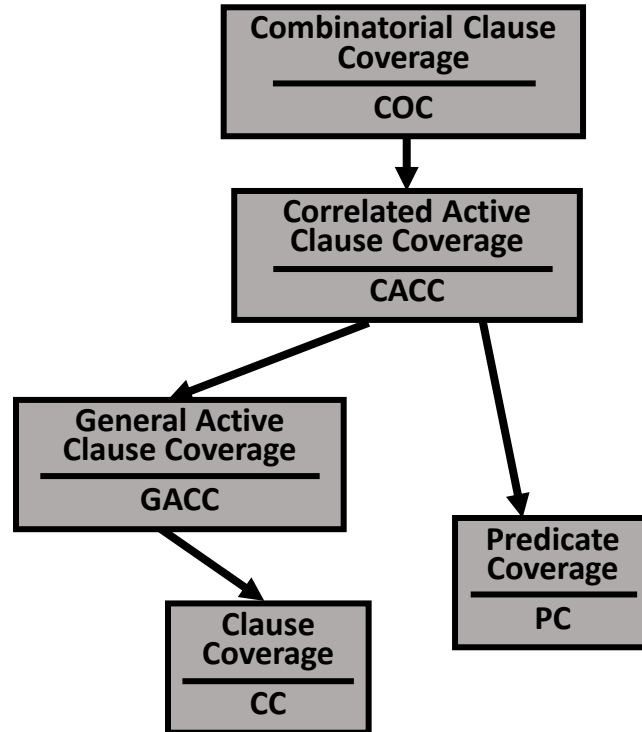 Combinatorial Clause
Coverage
COC
Correlated Active
Clause Coverage
CACC
General Active
Clause Coverage
GACC
Predicate
Coverage
PC
Clause
Coverage
CC